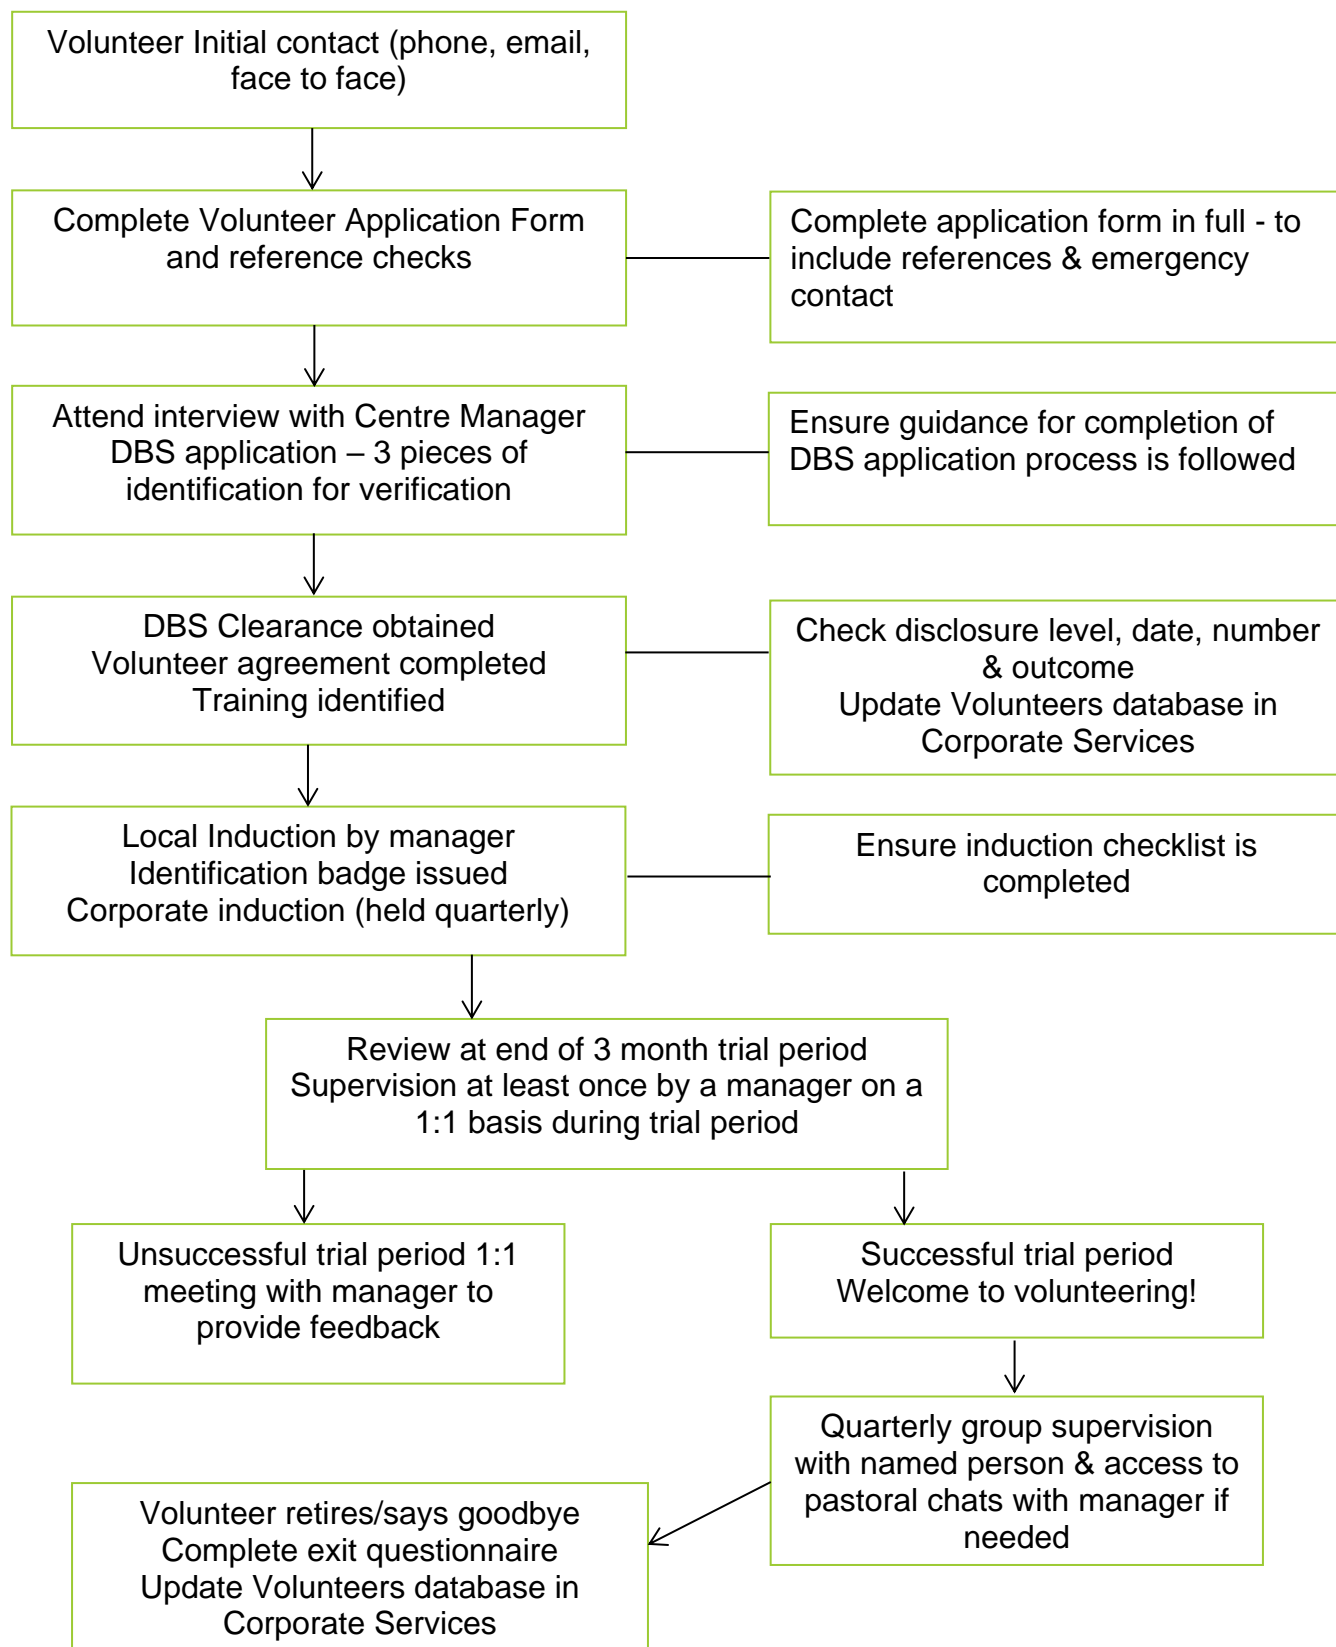 Volunteer Initial contact (phone, email,
face to face)
Complete Volunteer Application Form
and reference checks
Complete application form in full - to
include references & emergency
contact
Attend interview with Centre Manager
DBS application – 3 pieces of
identification for verification
Ensure guidance for completion of
DBS application process is followed
DBS Clearance obtained
Volunteer agreement completed
Training identified
Check disclosure level, date, number
& outcome
Update Volunteers database in
Corporate Services
Local Induction by manager
Identification badge issued
Corporate induction (held quarterly)
Ensure induction checklist is
completed
Review at end of 3 month trial period
Supervision at least once by a manager on a
1:1 basis during trial period
Unsuccessful trial period 1:1
meeting with manager to
provide feedback
Successful trial period
Welcome to volunteering!
Quarterly group supervision
with named person & access to
pastoral chats with manager if
needed
Volunteer retires/says goodbye
Complete exit questionnaire
Update Volunteers database in
Corporate Services